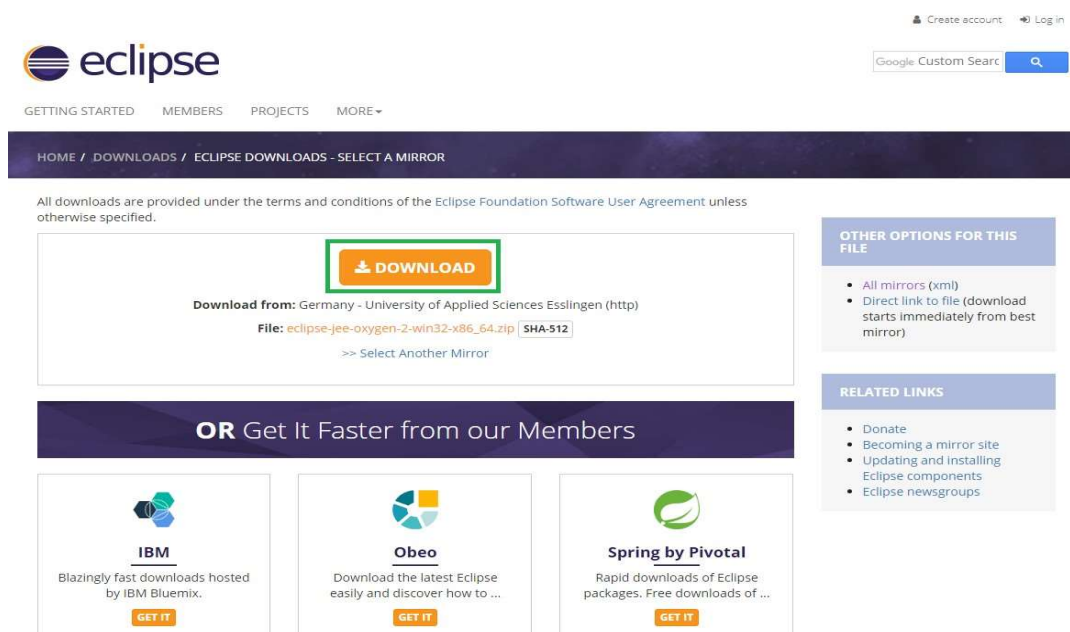 Create account Log in
eclipse
Google Custom Searc
GETTING STARTED MEMBERS PROJECTS MORE
HOME / DOWNLOADS / ECLIPSE DOWNLOADS - SELECT A MIRROR
All downloads are provided under the terms and conditions of the Eclipse Foundation Software User Agreement unless
otherwise specified.
DOWNLOAD
Download from: Germany - University of Applied Sciences Esslingen (http)
File: eclipse-jee-oxygen-2-win32-x86_64.zip SHA-512
>> Select Another Mirror
OTHER OPTIONS FOR THIS
FILE
All mirrors (xml)
Direct link to file (download
starts immediately from best
mirror)
RELATED LINKS
Donate
Becoming a mirror site
Updating and installing
Eclipse components
Eclipse newsgroups
OR Get It Faster from our Members
IBM
Blazingly fast downloads hosted
by IBM Bluemix.
GET IT
Obeo
Download the latest Eclipse
easily and discover how to ...
GET IT
Spring by Pivotal
Rapid downloads of Eclipse
packages. Free downloads of ...
GET IT